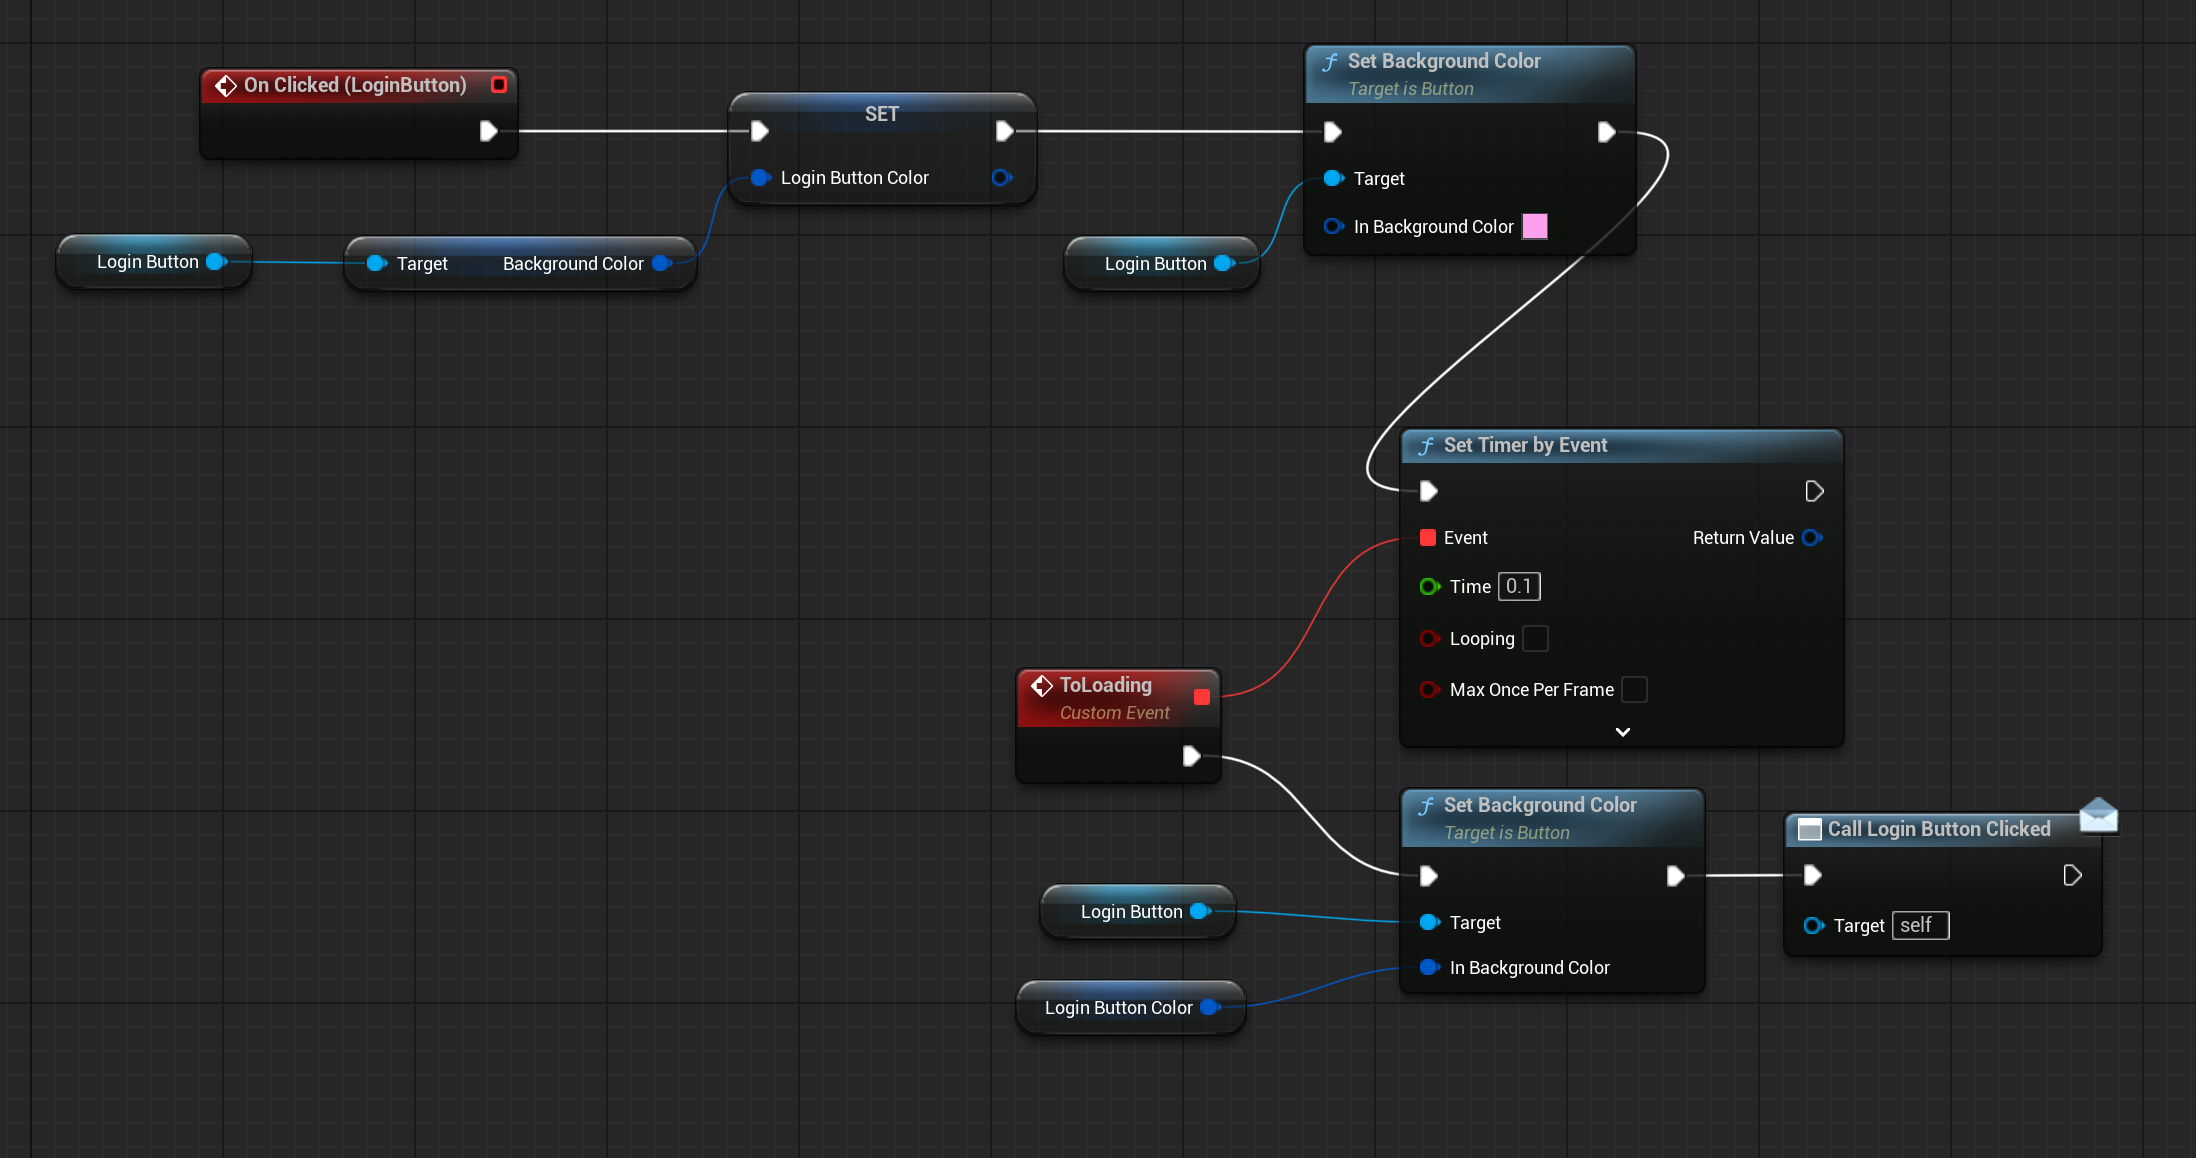 On Clicked (LoginButton)
SET
Login Button Color
Login Button
Target
Background Color
Set Background Color
Target is Button
Target
In Background Color
Login Button
Set Timer by Event
Event
Return Value
Time 0.1
Looping
Max Once Per Frame
ToLoading
Custom Event
Set Background Color
Target is Button
Target
In Background Color
Login Button
Login Button Color
Call Login Button Clicked
Target self